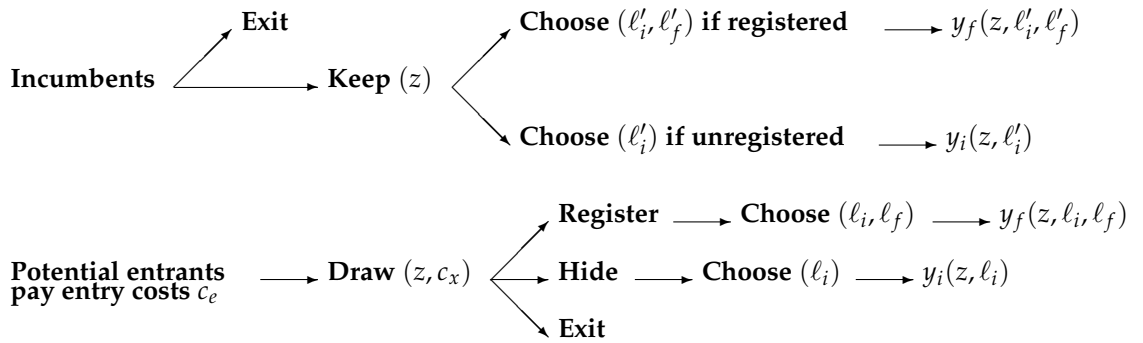 Exit
Choose (ℓ′ᵢ, ℓ′_f) if registered y_f(z, ℓ′ᵢ, ℓ′_f)
Incumbents Keep (z)
Choose (ℓ′ᵢ) if unregistered yᵢ(z, ℓ′ᵢ)
Register Choose (ℓᵢ, ℓ_f) y_f(z, ℓᵢ, ℓ_f)
Potential entrants
pay entry costs cₑ
Draw (z, cₓ) Hide Choose (ℓᵢ) yᵢ(z, ℓᵢ)
Exit